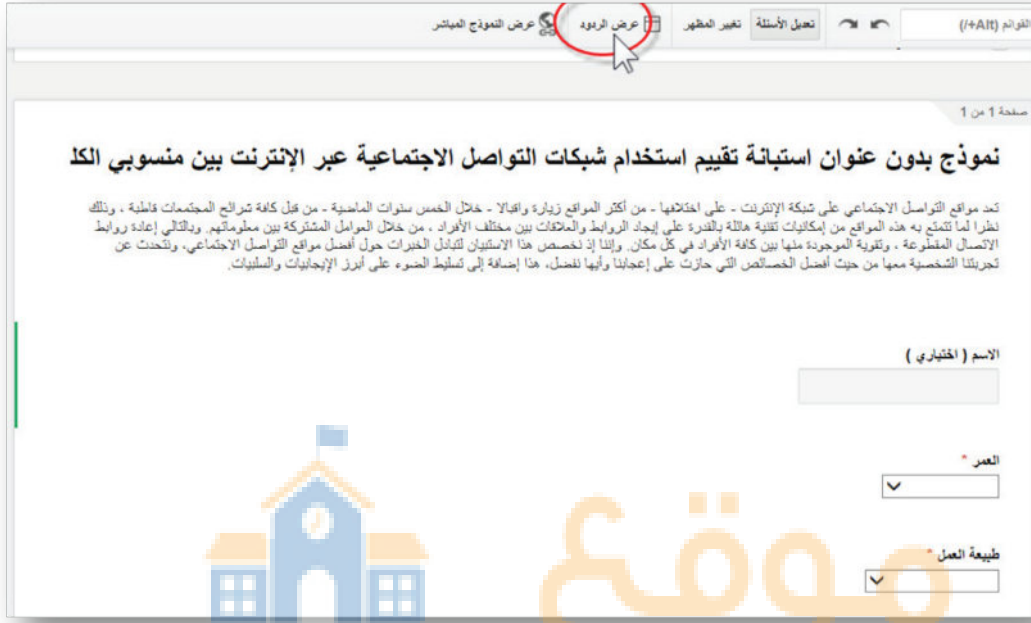 القوائم (Alt+/)
تعديل الأسئلة
تغيير المظهر
عرض الردود
عرض النموذج المباشر
صفحة 1 من 1
نموذج بدون عنوان استبانة تقييم استخدام شبكات التواصل الاجتماعية عبر الإنترنت بين منسوبي الكلا
تعد مواقع التواصل الاجتماعي على شبكة الإنترنت - على اختلافها - من أكثر المواقع زيارة واقبالا - خلال الخمس سنوات الماضية - من قبل كافة شرائح المجتمعات قاطبة ، وذلك
نظرا لما تتمتع به هذه المواقع من إمكانيات تقنية هائلة بالقدرة على إيجاد الروابط والعلاقات بين مختلف الأفراد ، من خلال العوامل المشتركة بين معلوماتهم. وبالتالي إعادة روابط
الاتصال المقطوعة ، وتقوية الموجودة منها بين كافة الأفراد في كل مكان. وإننا إذ نخصص هذا الاستبيان لتبادل الخبرات حول أفضل مواقع التواصل الاجتماعي، ونتحدث عن
تجربتنا الشخصية معها من حيث أفضل الخصائص التي حازت على إعجابنا وأيها نفضل، هذا إضافة إلى تسليط الضوء على أبرز الإيجابيات والسلبيات.
الاسم ( اختياري )
العمر *
طبيعة العمل *
موقع